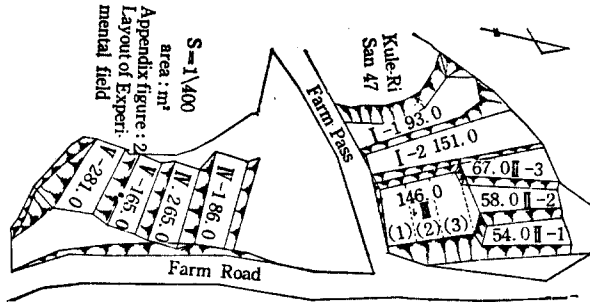 S=1\400
area : m²
Appendix figure : 2
Layout of Experi-
mental field
Kule-Ri
San 47
Farm Pass
I-1 93.0
I-2 151.0
67.0 II-3
58.0 II-2
54.0 II-1
146.0
III
(1) (2) (3)
V-281.0
V-165.0
IV. 265.0
IV-186.0
Farm Road